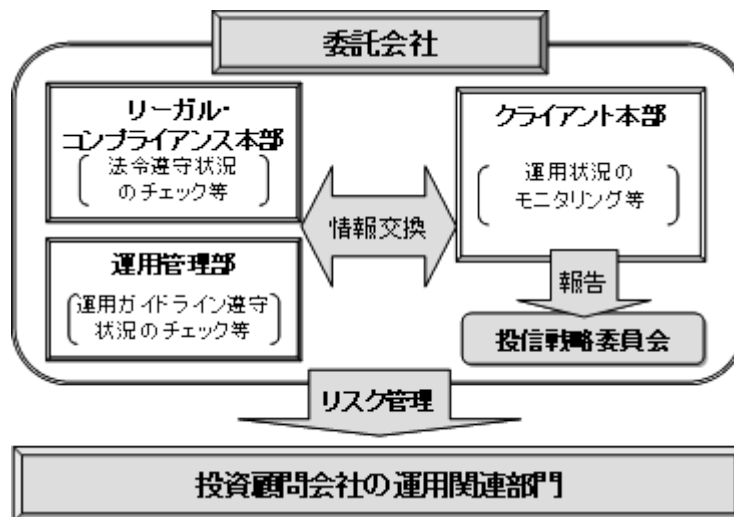 委託会社
リーガル・
コンプライアンス本部
法令遵守状況
のチェック等
運用管理部
運用ガイドライン遵守
状況のチェック等
情報交換
クライアント本部
運用状況の
モニタリング等
報告
投信戦略委員会
リスク管理
投資顧問会社の運用関連部門